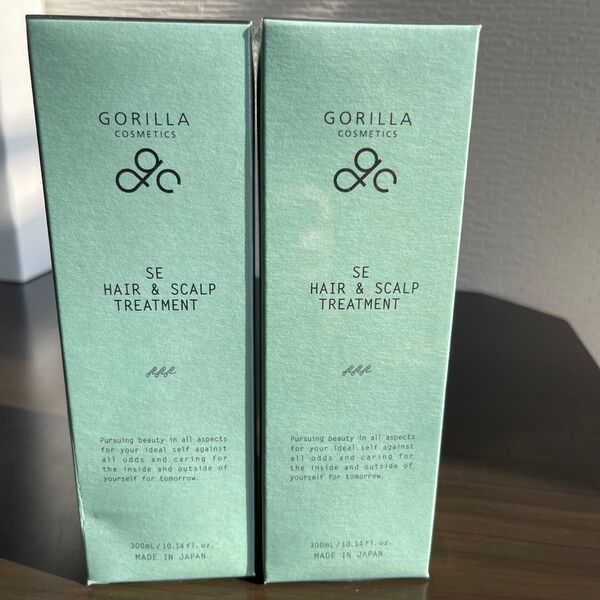 GORILLA
COSMETICS
SE
HAIR & SCALP
TREATMENT
Pursuing beauty in all aspects
for your ideal self against
all odds and caring for
the inside and outside of
yourself for tomorrow.
300mL/10.14fl.oz.
MADE IN JAPAN
GORILLA
COSMETICS
SE
HAIR & SCALP
TREATMENT
Pursuing beauty in all aspects
for your ideal self against
all odds and caring for
the inside and outside of
yourself for tomorrow.
300mL/10.14fl.oz.
MADE IN JAPAN